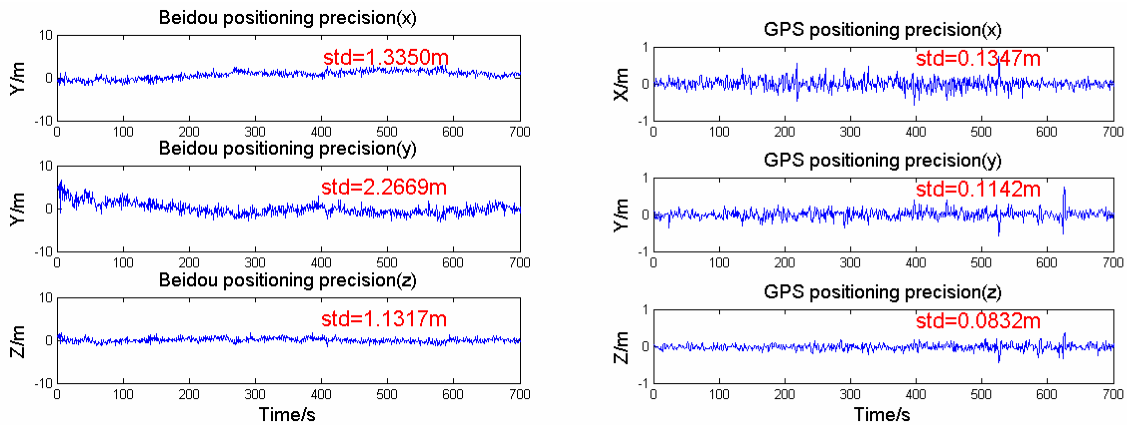 Beidou positioning precision(x)
10
0
-10
Y/m
std=1.3350m
0 100 200 300 400 500 600 700
Beidou positioning precision(y)
10
0
-10
Y/m
std=2.2669m
0 100 200 300 400 500 600 700
Beidou positioning precision(z)
10
0
-10
Z/m
std=1.1317m
0 100 200 300 400 500 600 700
Time/s
GPS positioning precision(x)
1
0
-1
X/m
std=0.1347m
0 100 200 300 400 500 600 700
GPS positioning precision(y)
1
0
-1
Y/m
std=0.1142m
0 100 200 300 400 500 600 700
GPS positioning precision(z)
1
0
-1
Z/m
std=0.0832m
0 100 200 300 400 500 600 700
Time/s